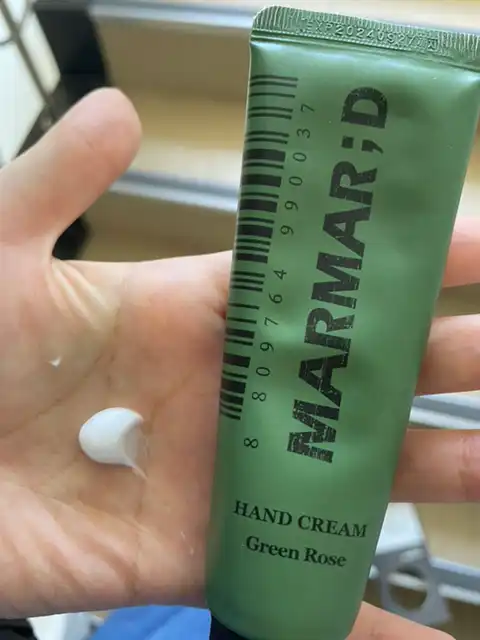 MARMAR;D
8 809764 990037
HAND CREAM
Green Rose